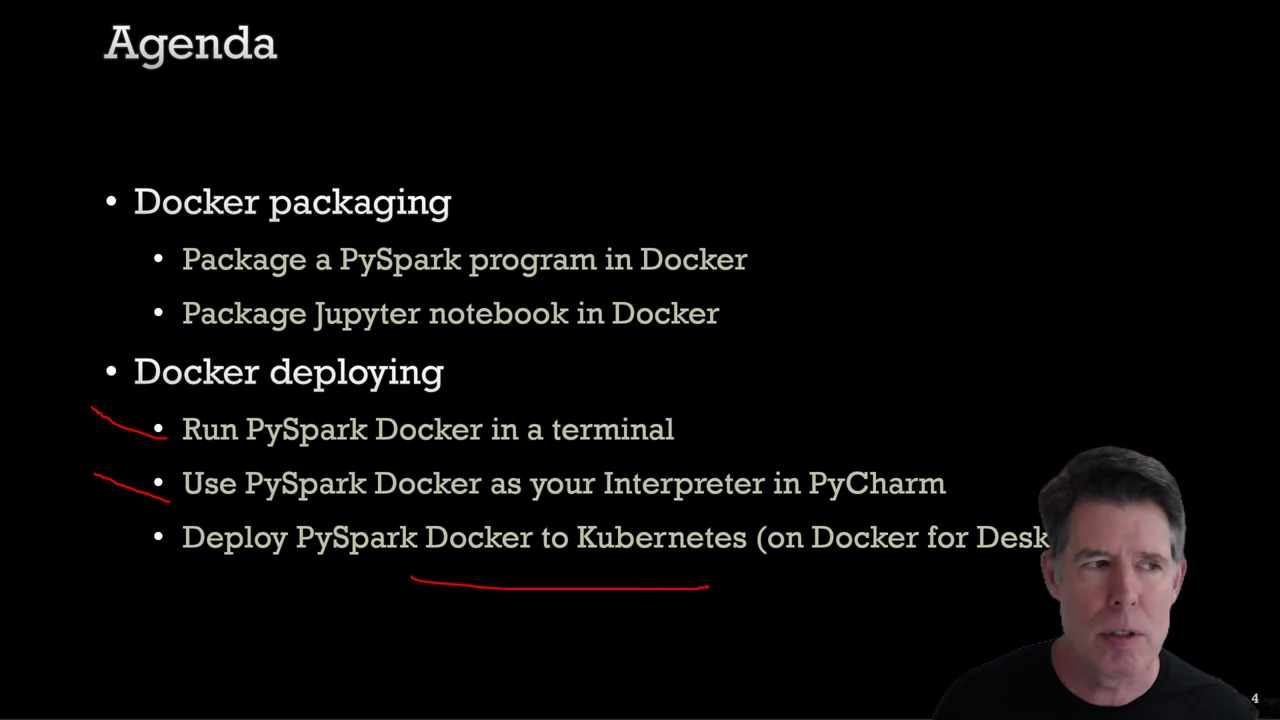 Agenda
• Docker packaging
• Package a PySpark program in Docker
• Package Jupyter notebook in Docker
• Docker deploying
• Run PySpark Docker in a terminal
• Use PySpark Docker as your Interpreter in PyCharm
• Deploy PySpark Docker to Kubernetes (on Docker for Desk
4